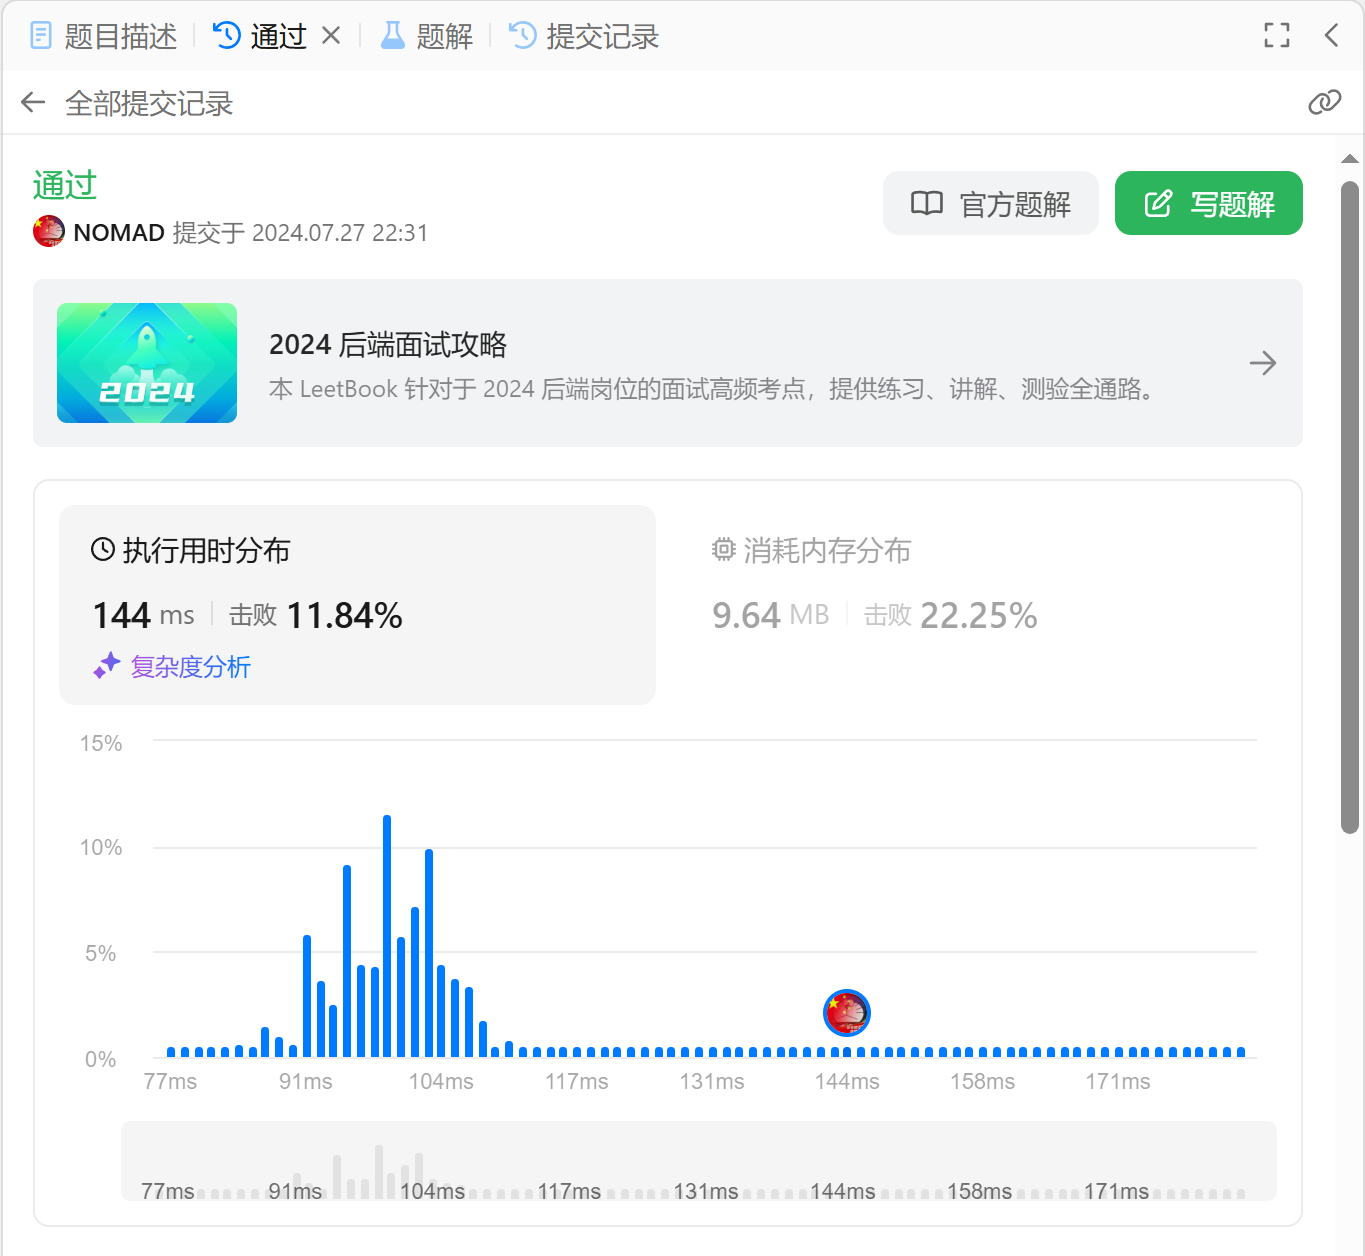 题目描述 通过 题解 提交记录
全部提交记录
通过
NOMAD 提交于 2024.07.27 22:31
官方题解
写题解
2024
2024 后端面试攻略
本 LeetBook 针对于 2024 后端岗位的面试高频考点，提供练习、讲解、测验全通路。
执行用时分布
144 ms 击败 11.84%
复杂度分析
消耗内存分布
9.64 MB 击败 22.25%
15%
10%
5%
0%
77ms 91ms 104ms 117ms 131ms 144ms 158ms 171ms
77ms 91ms 104ms 117ms 131ms 144ms 158ms 171ms